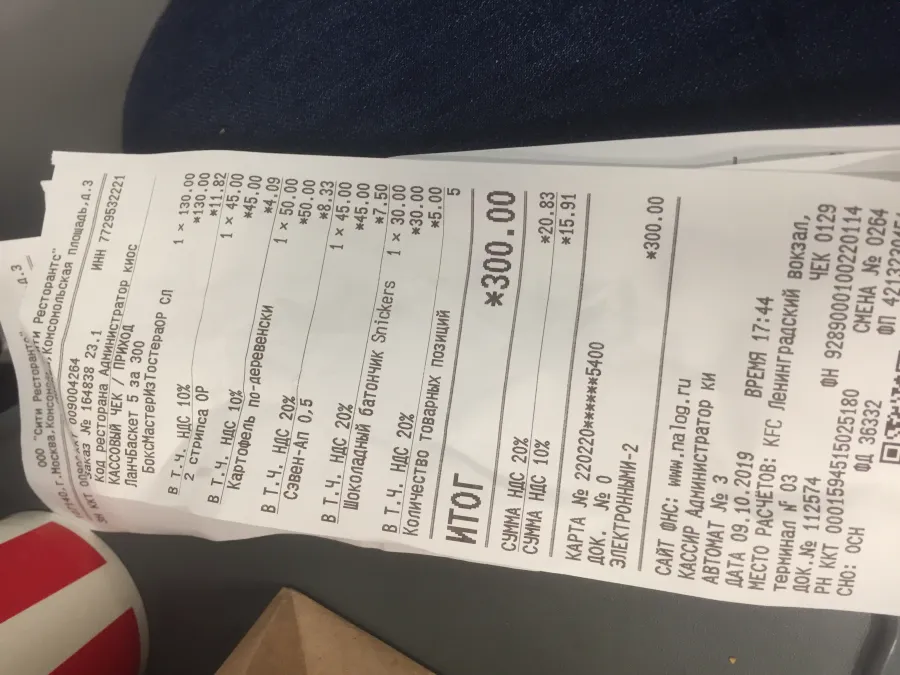 Д.3
ООО "Сити Ресторантс"
г.Москва,Комсомольская площадь,д.3
ИНН 7729532221
Заказ № 164838 23,1
Код ресторана Администратор киос
КАССОВЫЙ ЧЕК / ПРИХОД
ЛанчБаскет 5 за 300
БоксМастерИзТостераОР СЛ
1 × 130.00
*130.00
В Т.Ч. НДС 10% *11.82
2 стрипса ОР 1 × 45.00
*45.00
В Т.Ч. НДС 10% *4.09
Картофель по-деревенски 1 × 50.00
*50.00
В Т.Ч. НДС 20% *8.33
Сэвен-Ап 0,5 1 × 45.00
*45.00
В Т.Ч. НДС 20% *7.50
Шоколадный батончик Snickers 1 × 30.00
*30.00
В Т.Ч. НДС 20% *5.00
Количество товарных позиций 5
ИТОГ *300.00
СУММА НДС 20% *20.83
СУММА НДС 10% *15.91
КАРТА № 220220******5400
ДОК. № 0
ЭЛЕКТРОННЫМИ-2 *300.00
САЙТ ФНС: www.nalog.ru
КАССИР Администратор ки
АВТОМАТ № 3
ДАТА 09.10.2019 ВРЕМЯ 17:44
МЕСТО РАСЧЕТОВ: KFC Ленинградский вокзал,
терминал № 03
ДОК.№ 112574 ЧЕК 0129
РН ККТ 0001594515025180 ФН 9289000100220114
СНО: ОСН ФД 36332 СМЕНА № 0264